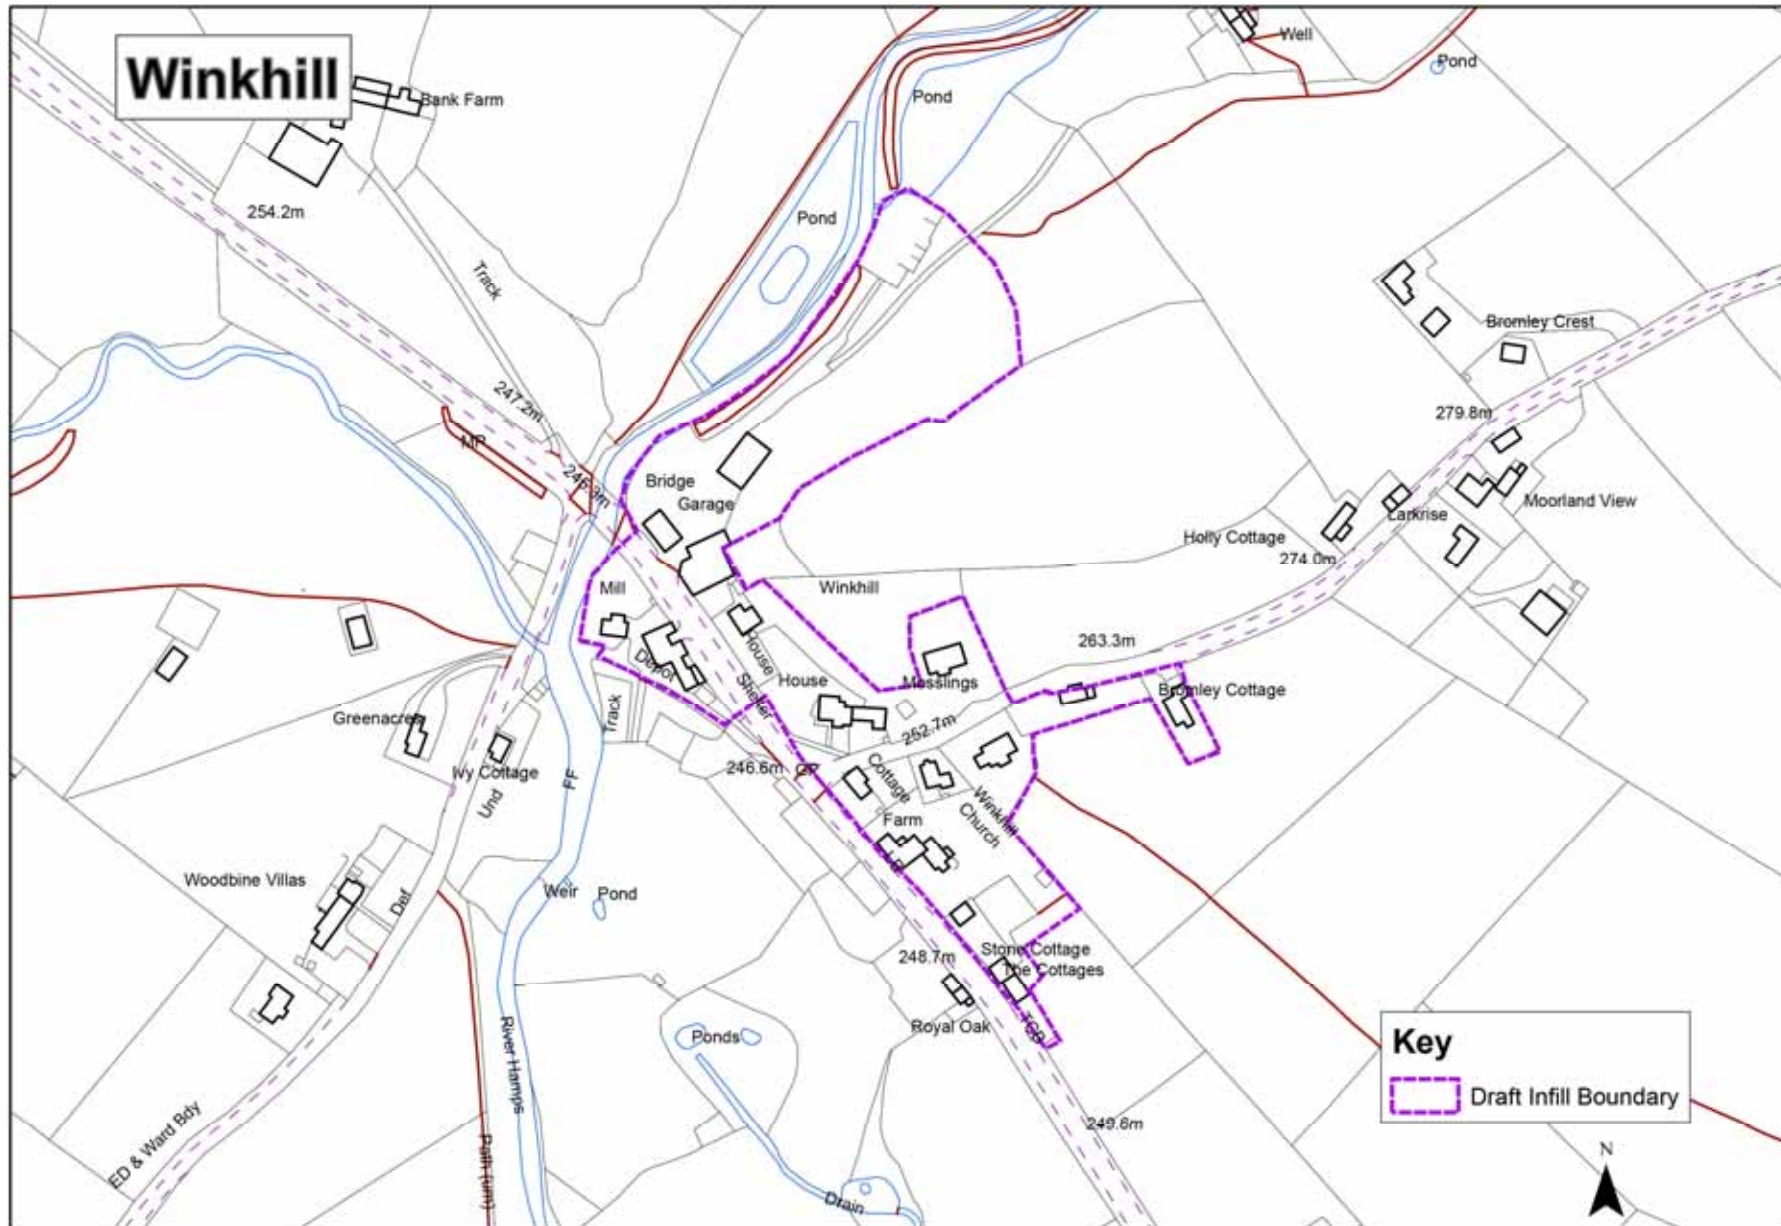 Winkhill
Bank Farm
Well
Pond
Pond
Pond
254.2m
Track
Bromley Crest
247.2m
279.8m
MP
246.3m
Bridge
Garage
Moorland View
Larkrise
Holly Cottage
274.0m
Mill
Winkhill
House
Depot
263.3m
Shelter
House
Messlings
Bromley Cottage
Greenacres
Track
252.7m
Ivy Cottage
246.6m
GP
Und
FF
Cottage
Winkhill
Church
Farm
LB
Woodbine Villas
Def
Weir
Pond
Stone Cottage
248.7m
The Cottages
Royal Oak
TCB
Ponds
River Hamps
249.6m
ED & Ward Bdy
Path (um)
Drain
Key
Draft Infill Boundary
N